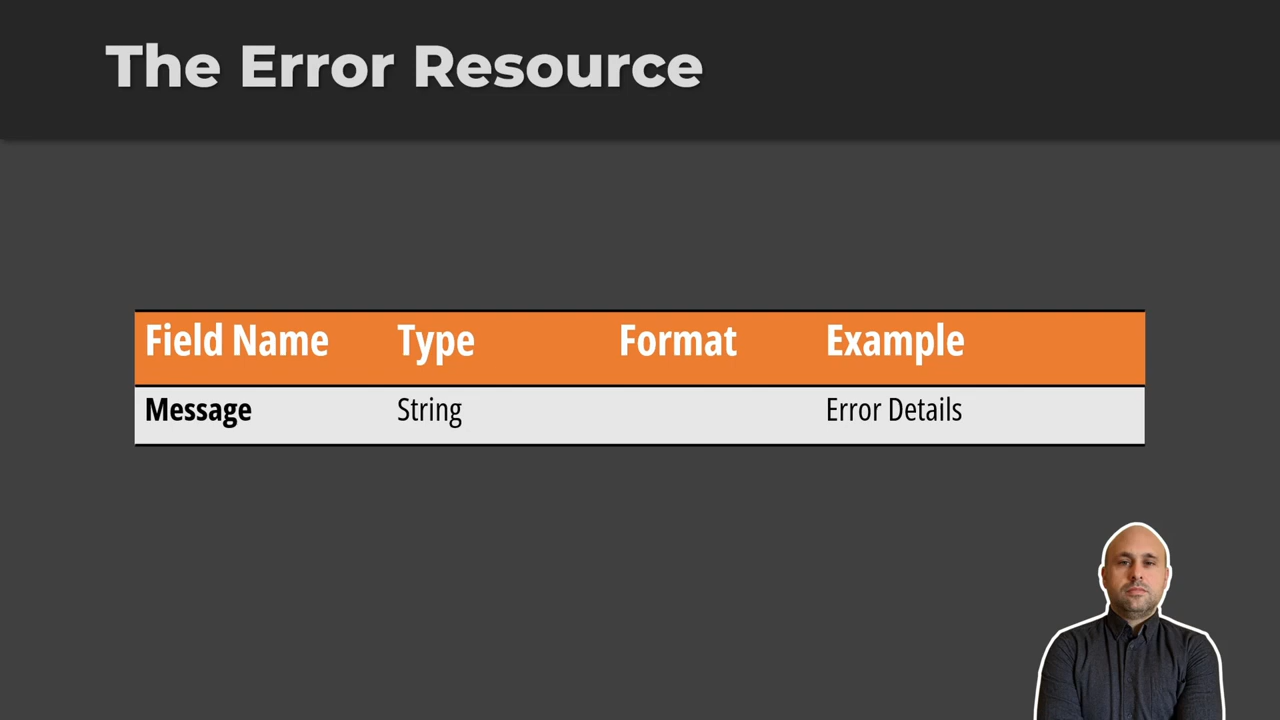 The Error Resource
Field Name Type Format Example
Message String Error Details